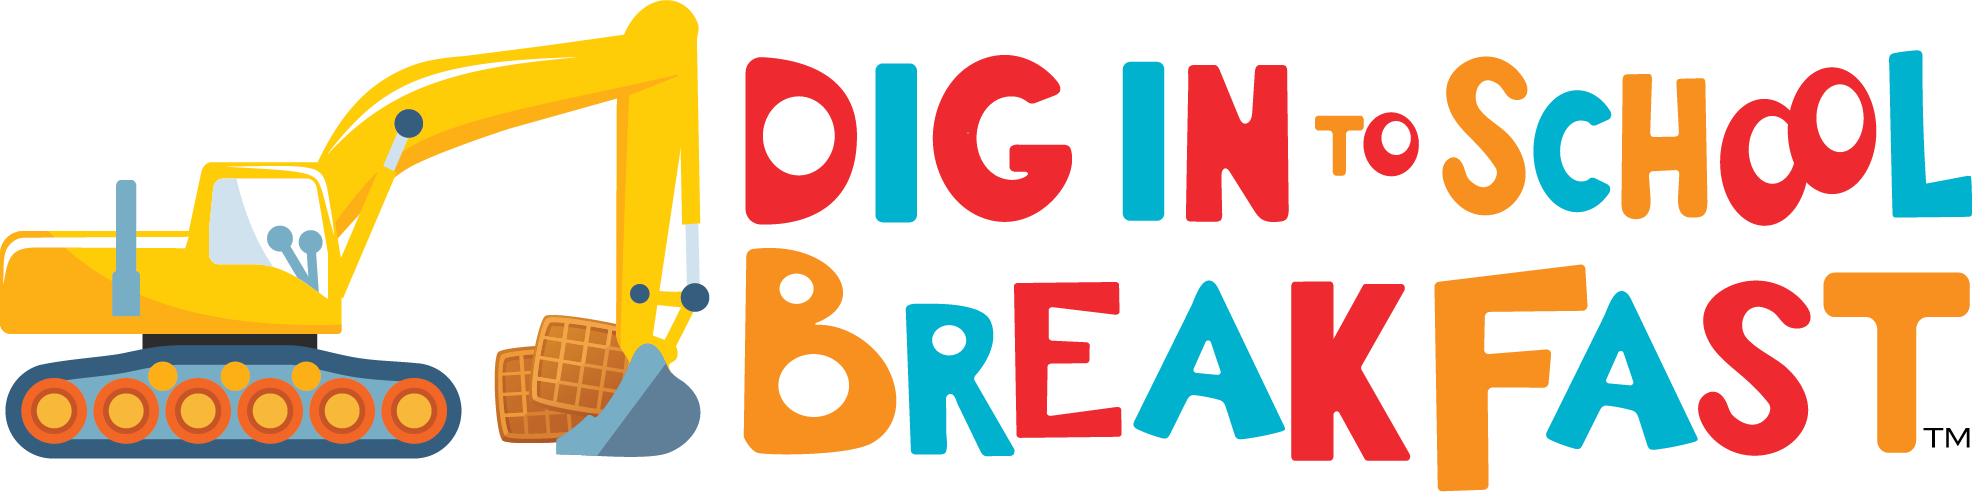 DIG IN TO SCHOOL
BREAKFAST™